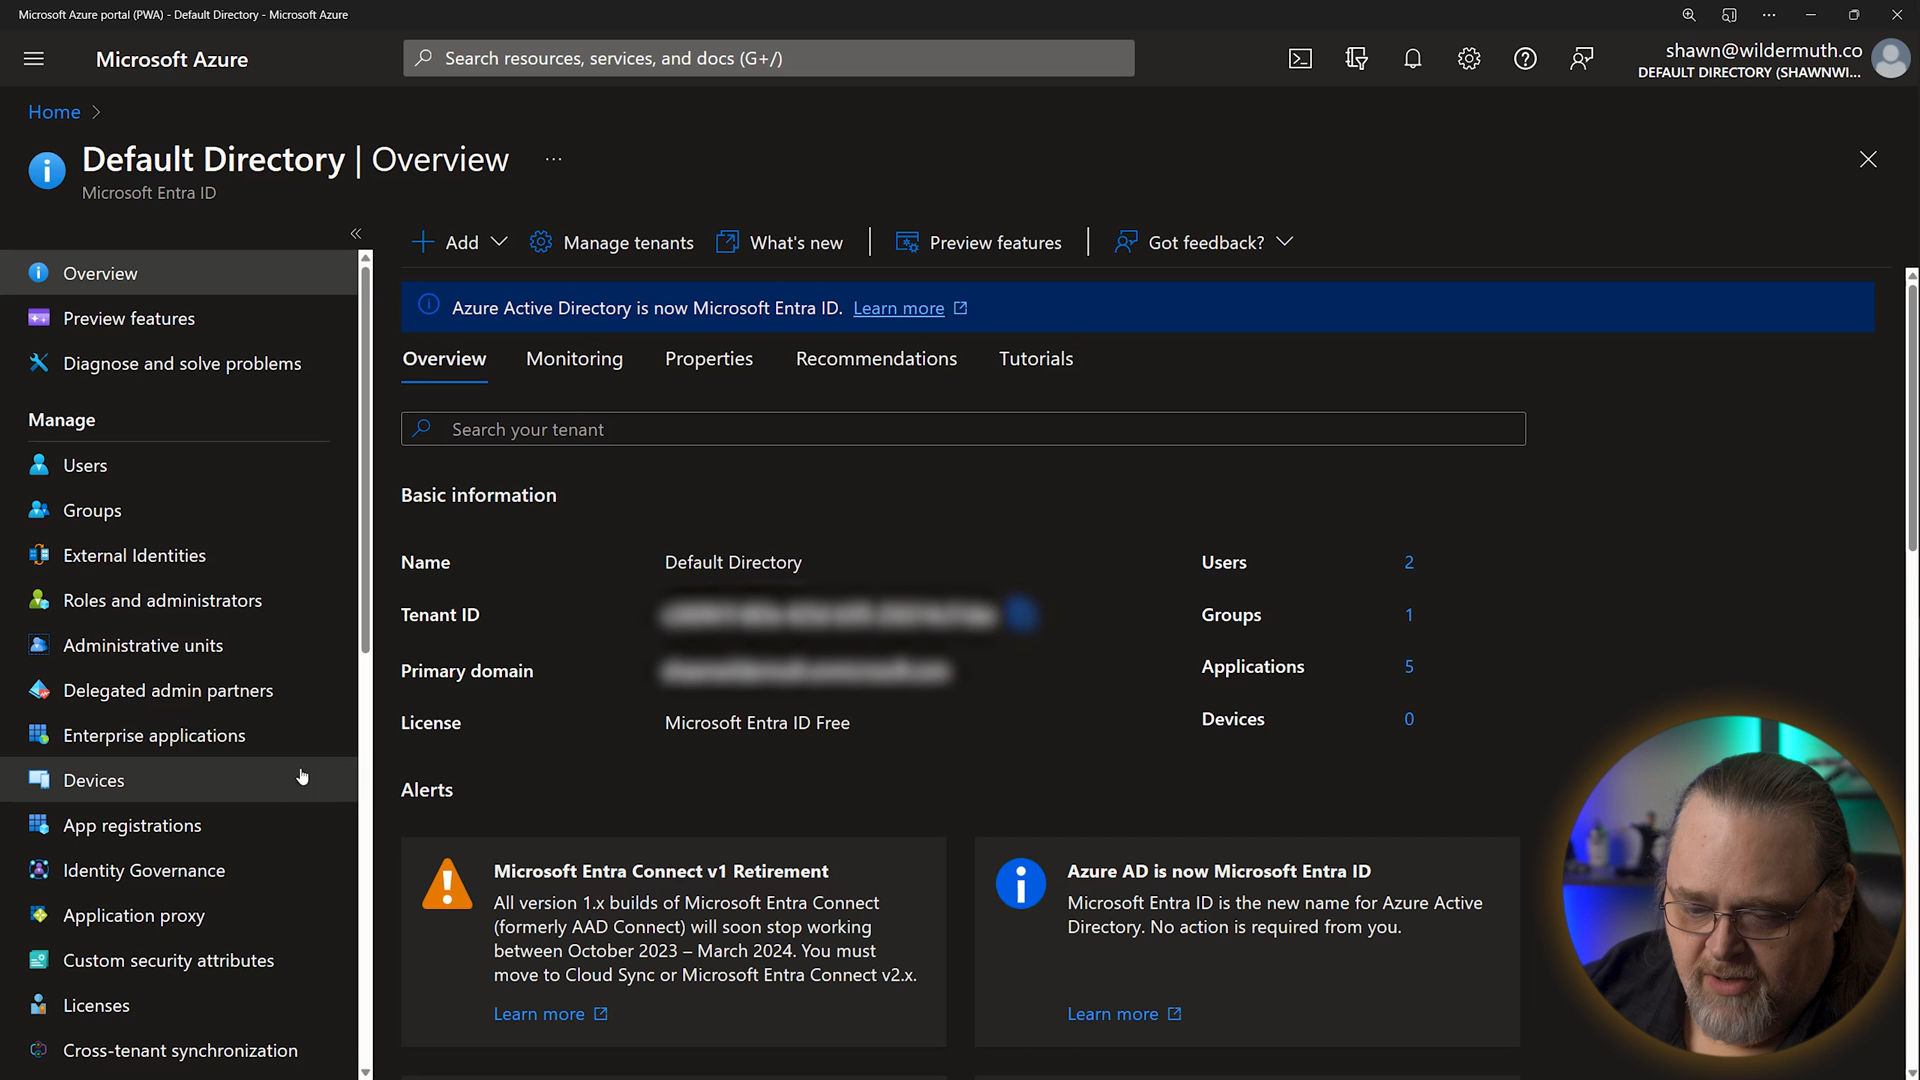 Microsoft Azure portal (PWA) - Default Directory - Microsoft Azure
Microsoft Azure
Search resources, services, and docs (G+/)
shawn@wildermuth.co
DEFAULT DIRECTORY (SHAWNWI...
Home
Default Directory | Overview
Microsoft Entra ID
Overview
Preview features
Diagnose and solve problems
Manage
Users
Groups
External Identities
Roles and administrators
Administrative units
Delegated admin partners
Enterprise applications
Devices
App registrations
Identity Governance
Application proxy
Custom security attributes
Licenses
Cross-tenant synchronization
Add
Manage tenants
What's new
Preview features
Got feedback?
Azure Active Directory is now Microsoft Entra ID. Learn more
Overview
Monitoring
Properties
Recommendations
Tutorials
Search your tenant
Basic information
Name Default Directory
Tenant ID
Primary domain
License Microsoft Entra ID Free
Users 2
Groups 1
Applications 5
Devices 0
Alerts
Microsoft Entra Connect v1 Retirement
All version 1.x builds of Microsoft Entra Connect
(formerly AAD Connect) will soon stop working
between October 2023 – March 2024. You must
move to Cloud Sync or Microsoft Entra Connect v2.x.
Learn more
Azure AD is now Microsoft Entra ID
Microsoft Entra ID is the new name for Azure Active
Directory. No action is required from you.
Learn more